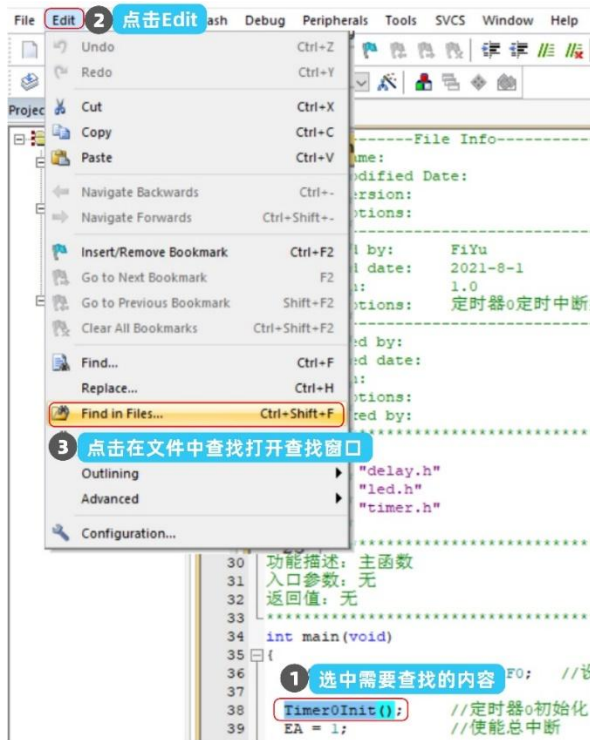 File Edit 2 点击Edit ash Debug Peripherals Tools SVCS Window Help
Undo Ctrl+Z
Redo Ctrl+Y
Projec
Cut Ctrl+X
Copy Ctrl+C
Paste Ctrl+V
Navigate Backwards Ctrl+-
Navigate Forwards Ctrl+Shift+-
Insert/Remove Bookmark Ctrl+F2
Go to Next Bookmark F2
Go to Previous Bookmark Shift+F2
Clear All Bookmarks Ctrl+Shift+F2
Find... Ctrl+F
Replace... Ctrl+H
Find in Files... Ctrl+Shift+F
3 点击在文件中查找打开查找窗口
Outlining
Advanced
Configuration...
--------File Info----------
ame:
odified Date:
ersion:
ptions:
d by: FiYu
d date: 2021-8-1
n: 1.0
ptions: 定时器0定时中断
ed by:
ed date:
n:
ptions:
red by:
"delay.h"
"led.h"
"timer.h"
30 功能描述：主函数
31 入口参数：无
32 返回值：无
33
34 int main(void)
35 {
36 1 选中需要查找的内容 F0; //设
37
38 Timer0Init(); //定时器0初始化
39 EA = 1; //使能总中断